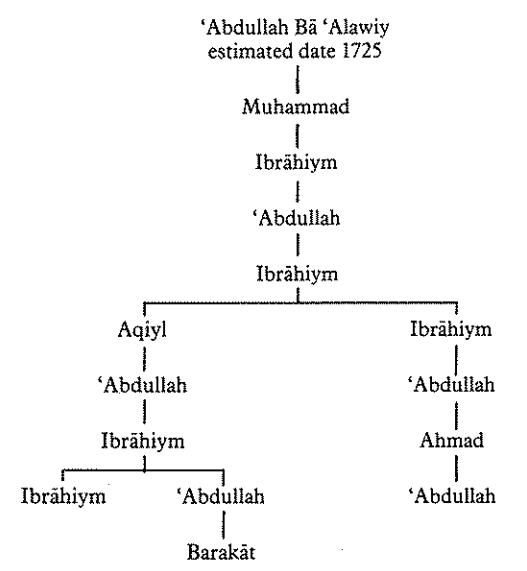 ‘Abdullah Bā ‘Alawiy
estimated date 1725
Muhammad
Ibrāhiym
‘Abdullah
Ibrāhiym
Aqiyl Ibrāhiym
‘Abdullah ‘Abdullah
Ibrāhiym Ahmad
Ibrāhiym ‘Abdullah ‘Abdullah
Barakāt